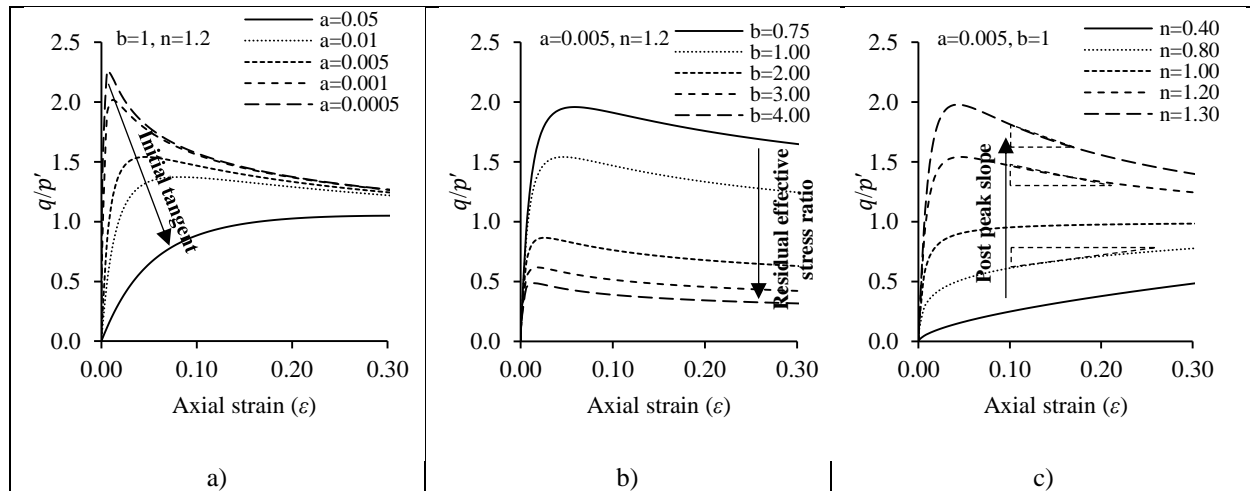 b=1, n=1.2
a=0.05
a=0.01
a=0.005
a=0.001
a=0.0005
2.5
2.0
1.5
1.0
0.5
0.0
q/p'
Initial tangent
0.00 0.10 0.20 0.30
Axial strain (ε)
a)
a=0.005, n=1.2
b=0.75
b=1.00
b=2.00
b=3.00
b=4.00
2.5
2.0
1.5
1.0
0.5
0.0
q/p'
Residual effective
stress ratio
0.00 0.10 0.20 0.30
Axial strain (ε)
b)
a=0.005, b=1
n=0.40
n=0.80
n=1.00
n=1.20
n=1.30
2.5
2.0
1.5
1.0
0.5
0.0
q/p'
Post peak slope
0.00 0.10 0.20 0.30
Axial strain (ε)
c)